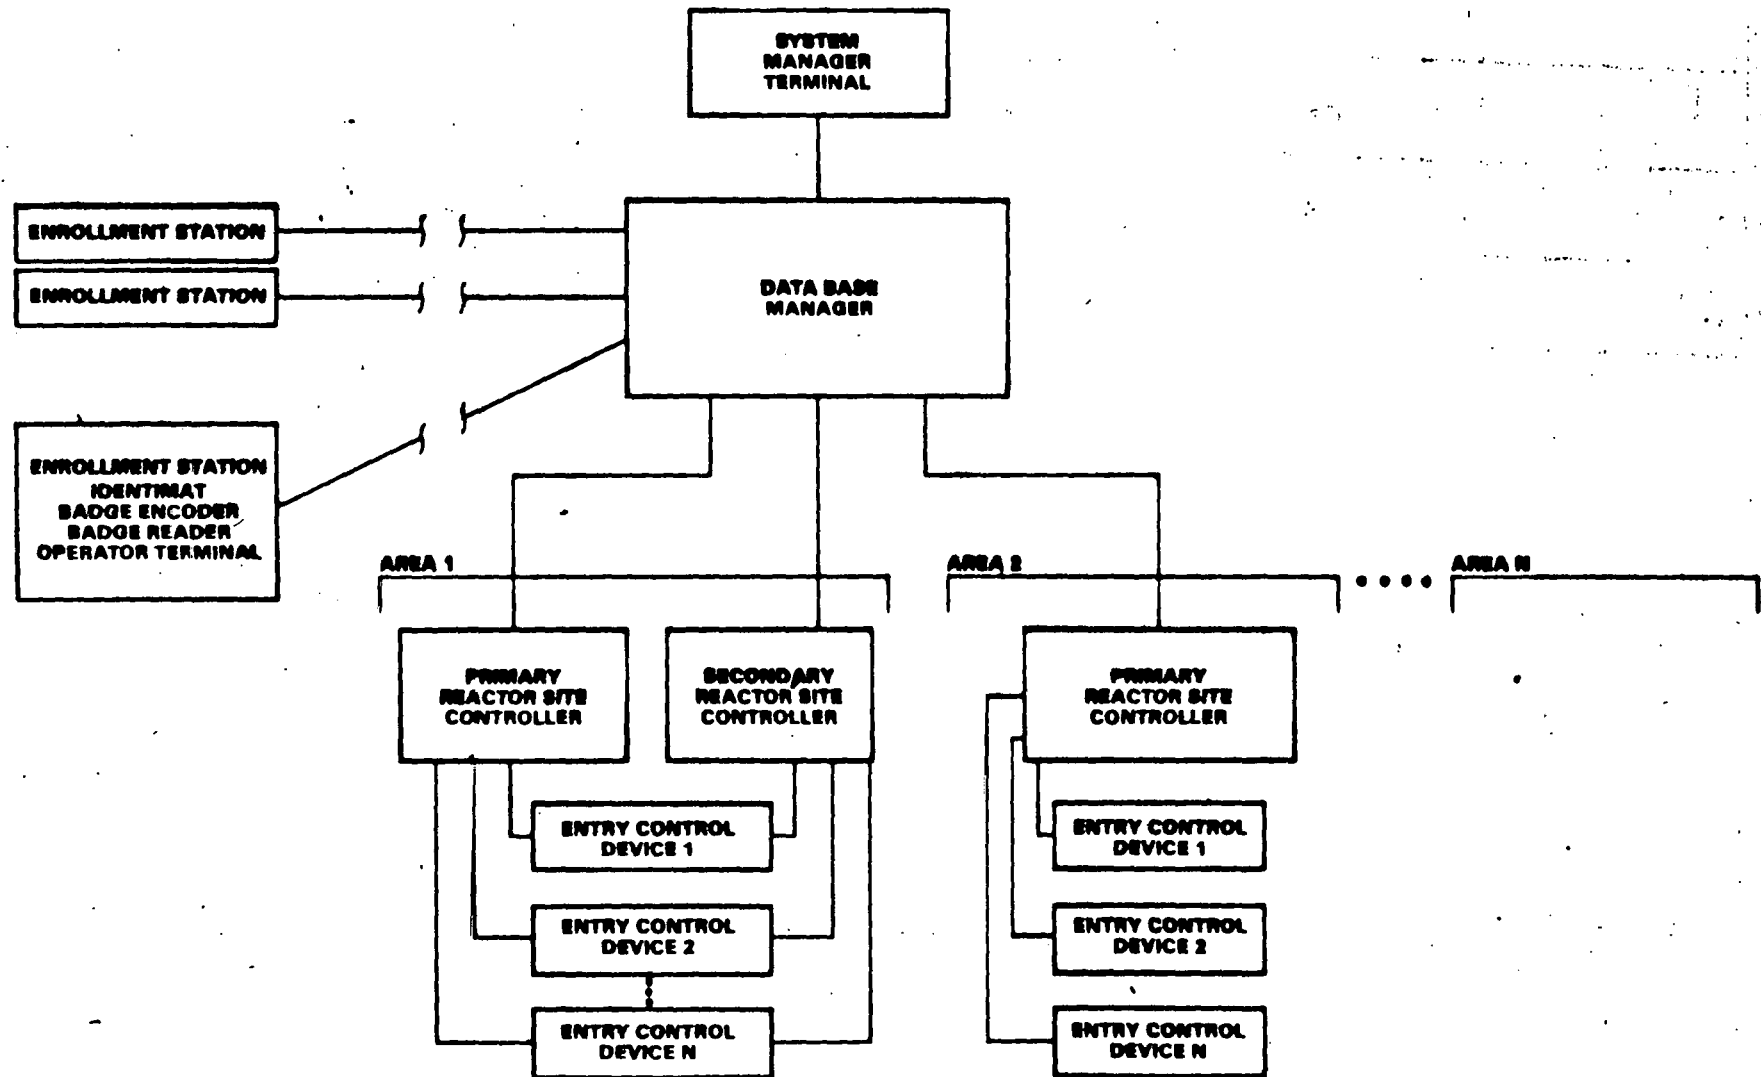 SYSTEM
MANAGER
TERMINAL
ENROLLMENT STATION
ENROLLMENT STATION
DATA BASE
MANAGER
ENROLLMENT STATION
IDENTIMAT
BADGE ENCODER
BADGE READER
OPERATOR TERMINAL
AREA 1
AREA 2
AREA N
PRIMARY
REACTOR SITE
CONTROLLER
SECONDARY
REACTOR SITE
CONTROLLER
PRIMARY
REACTOR SITE
CONTROLLER
ENTRY CONTROL
DEVICE 1
ENTRY CONTROL
DEVICE 1
ENTRY CONTROL
DEVICE 2
ENTRY CONTROL
DEVICE 2
ENTRY CONTROL
DEVICE N
ENTRY CONTROL
DEVICE N